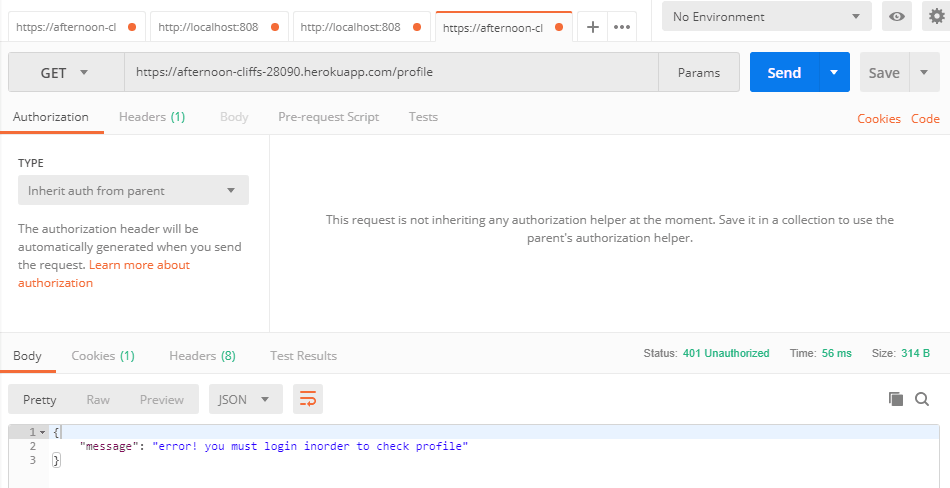 https://afternoon-cl http://localhost:808 http://localhost:808 https://afternoon-cl + ••• No Environment
GET https://afternoon-cliffs-28090.herokuapp.com/profile Params Send Save
Authorization Headers (1) Body Pre-request Script Tests Cookies Code
TYPE
Inherit auth from parent
The authorization header will be
automatically generated when you send
the request. Learn more about
authorization
This request is not inheriting any authorization helper at the moment. Save it in a collection to use the
parent's authorization helper.
Body Cookies (1) Headers (8) Test Results Status: 401 Unauthorized Time: 56 ms Size: 314 B
Pretty Raw Preview JSON
1 {
2 "message": "error! you must login inorder to check profile"
3 }